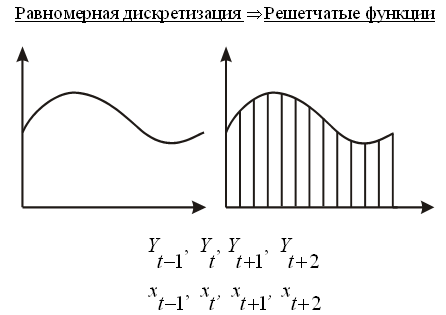 Равномерная дискретизация ⇒ Решетчатые функции
Y_{t-1}, Y_t, Y_{t+1}, Y_{t+2}
x_{t-1}, x_t, x_{t+1}, x_{t+2}